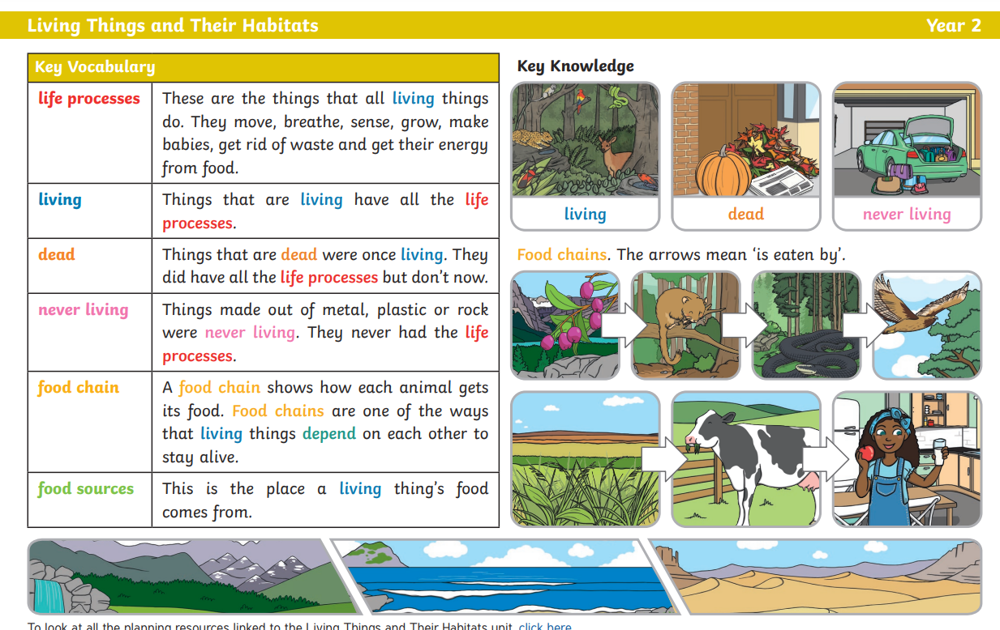 Living Things and Their Habitats
Year 2
Key Vocabulary
life processes
These are the things that all living things
do. They move, breathe, sense, grow, make
babies, get rid of waste and get their energy
from food.
living
Things that are living have all the life
processes.
dead
Things that are dead were once living. They
did have all the life processes but don't now.
never living
Things made out of metal, plastic or rock
were never living. They never had the life
processes.
food chain
A food chain shows how each animal gets
its food. Food chains are one of the ways
that living things depend on each other to
stay alive.
food sources
This is the place a living thing's food
comes from.
Key Knowledge
living
dead
never living
Food chains. The arrows mean 'is eaten by'.
To look at all the planning resources linked to the Living Things and Their Habitats unit, click here